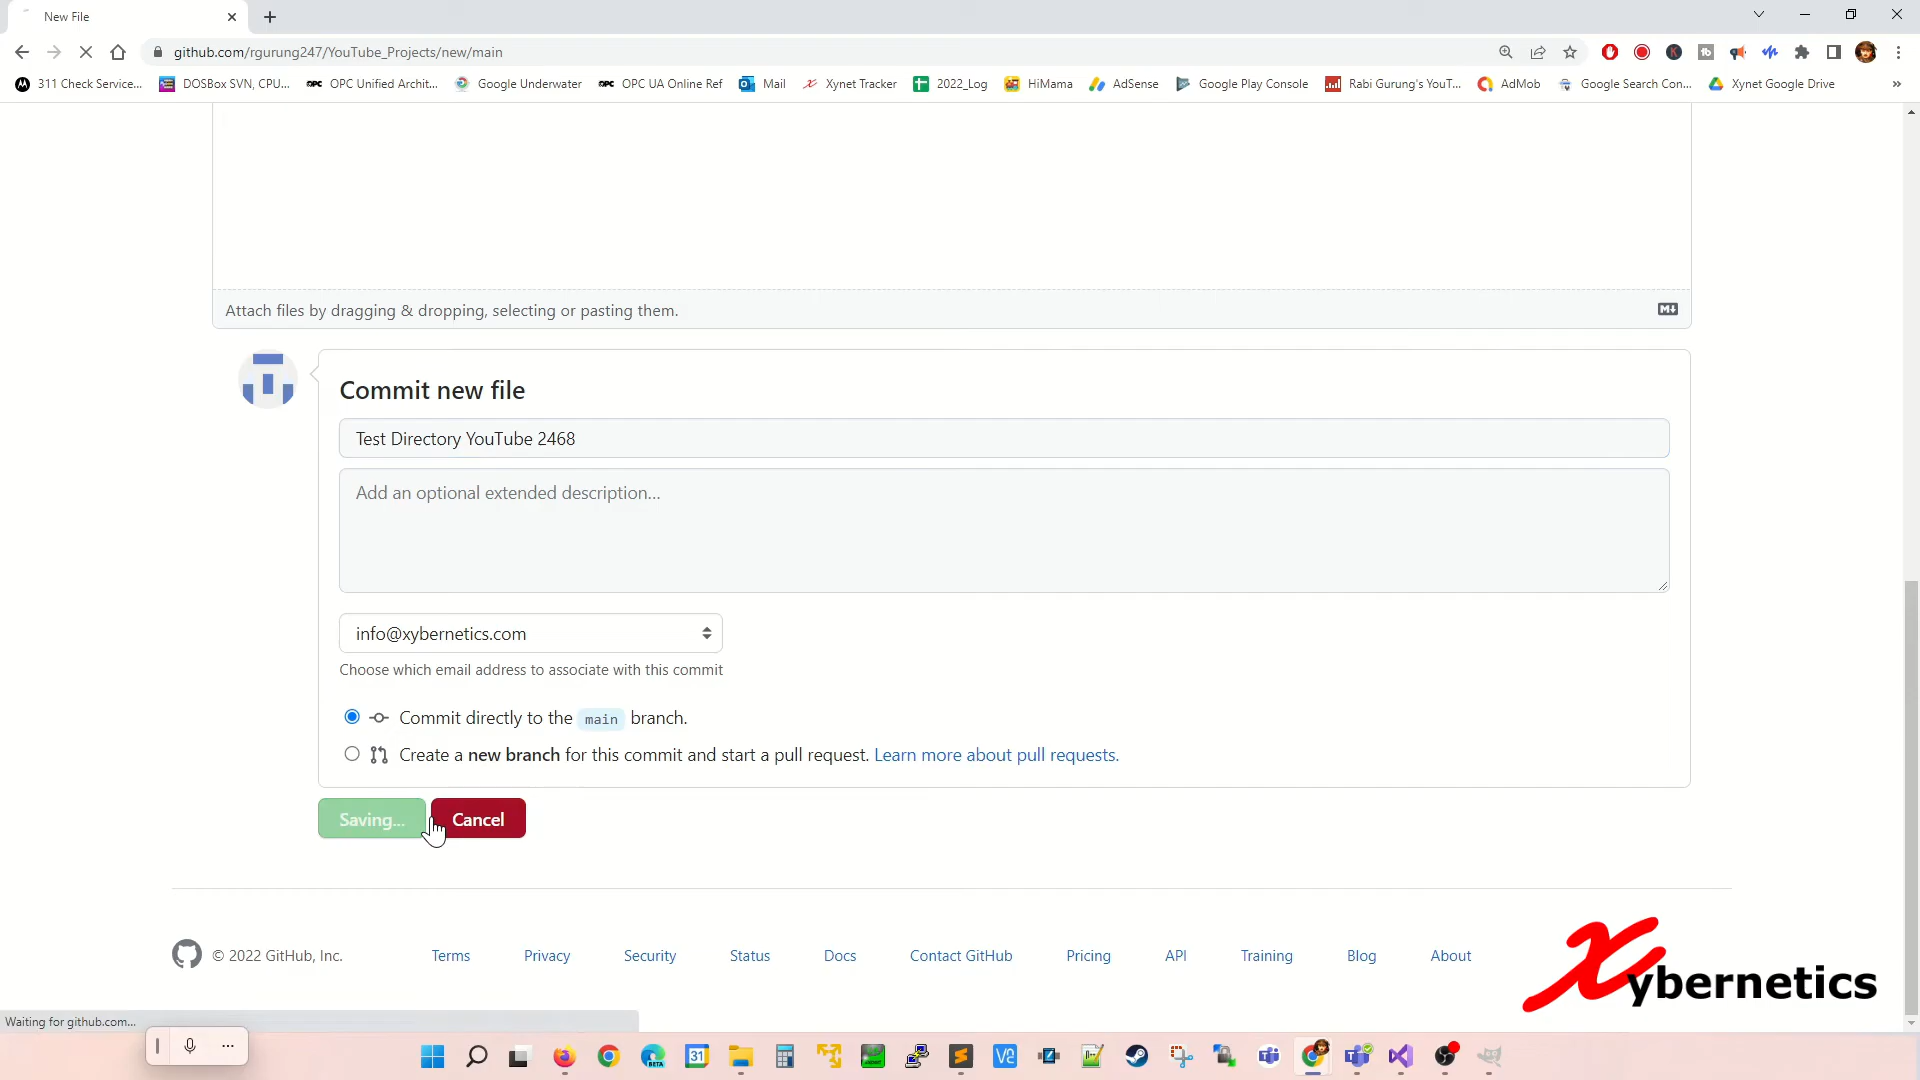 New File
github.com/rgurung247/YouTube_Projects/new/main
311 Check Service...
DOSBox SVN, CPU...
OPC Unified Archit...
Google Underwater
OPC UA Online Ref
Mail
Xynet Tracker
2022_Log
HiMama
AdSense
Google Play Console
Rabi Gurung's YouT...
AdMob
Google Search Con...
Xynet Google Drive
»
Attach files by dragging & dropping, selecting or pasting them.
Commit new file
Test Directory YouTube 2468
Add an optional extended description...
info@xybernetics.com
Choose which email address to associate with this commit
Commit directly to the main branch.
Create a new branch for this commit and start a pull request. Learn more about pull requests.
Saving...
Cancel
© 2022 GitHub, Inc.
Terms
Privacy
Security
Status
Docs
Contact GitHub
Pricing
API
Training
Blog
About
Xybernetics
Waiting for github.com...
BETA
31